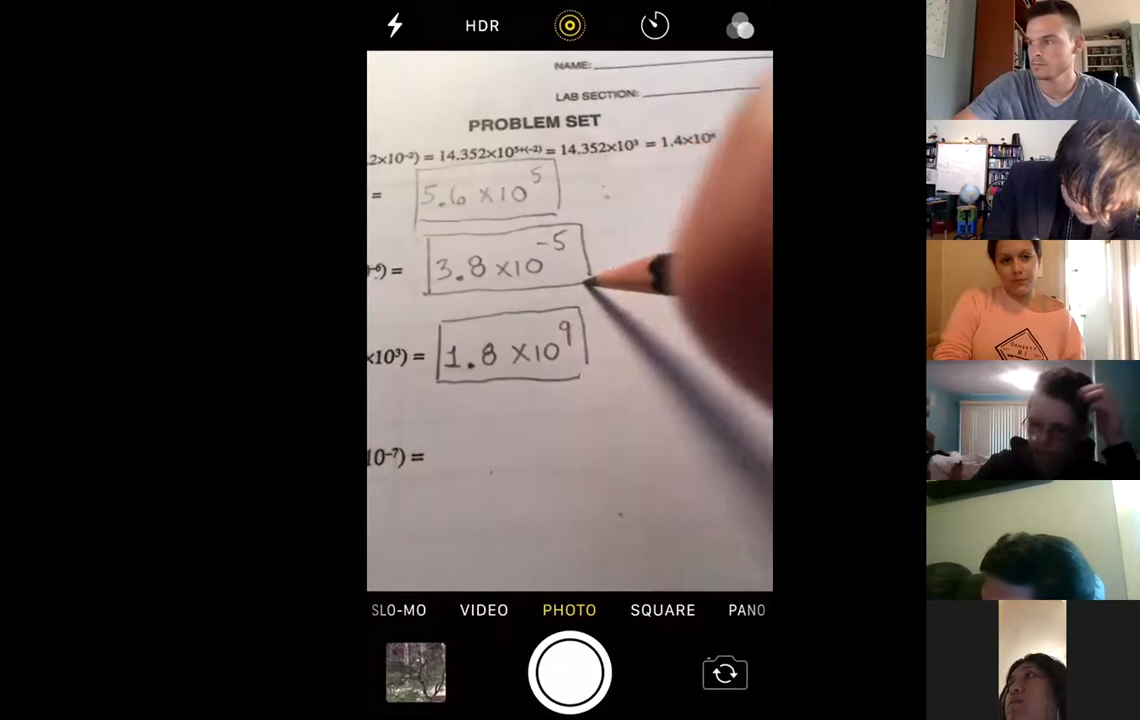 HDR
NAME:
LAB SECTION:
PROBLEM SET
2×10⁻²) = 14.352×10⁵⁺⁽⁻²⁾ = 14.352×10³ = 1.4×10⁴
= 5.6 ×10⁵
⁻⁶) = 3.8 ×10⁻⁵
×10³) = 1.8 ×10⁹
10⁻⁷) =
SLO-MO VIDEO PHOTO SQUARE PANO